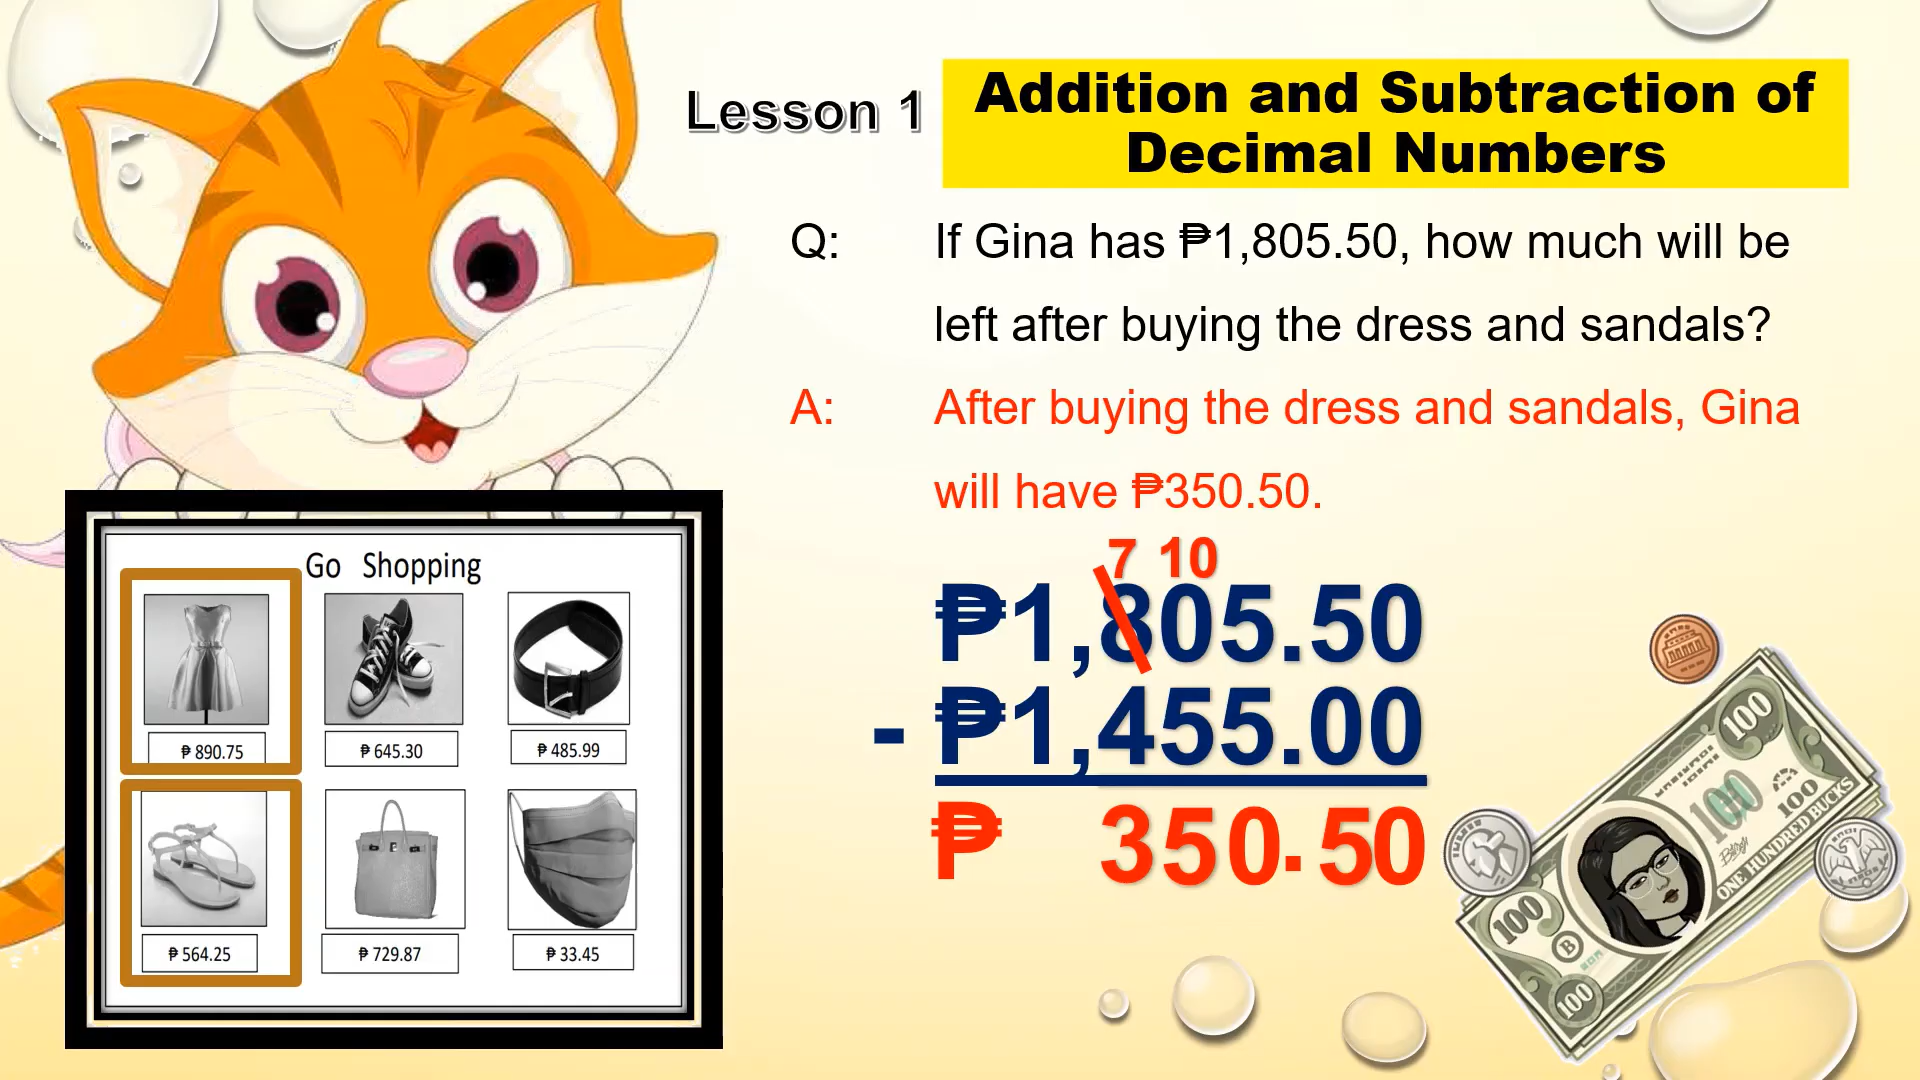 Lesson 1
Addition and Subtraction of
Decimal Numbers
Q: If Gina has ₱1,805.50, how much will be
left after buying the dress and sandals?
A: After buying the dress and sandals, Gina
will have ₱350.50.
7 10
₱1,805.50
- ₱1,455.00
₱ 350.50
Go Shopping
₱ 890.75
₱ 645.30
₱ 485.99
₱ 564.25
₱ 729.87
₱ 33.45
100
100
100
ONE HUNDRED BUCKS
100
B
100